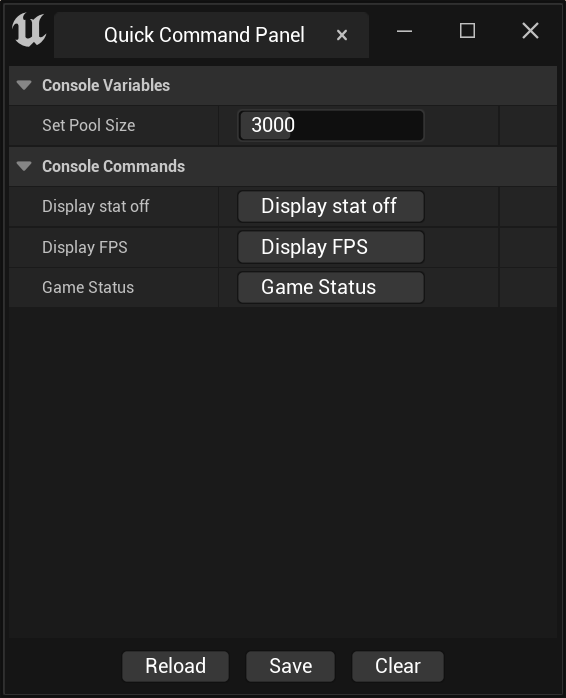 Quick Command Panel
Console Variables
Set Pool Size 3000
Console Commands
Display stat off Display stat off
Display FPS Display FPS
Game Status Game Status
Reload Save Clear